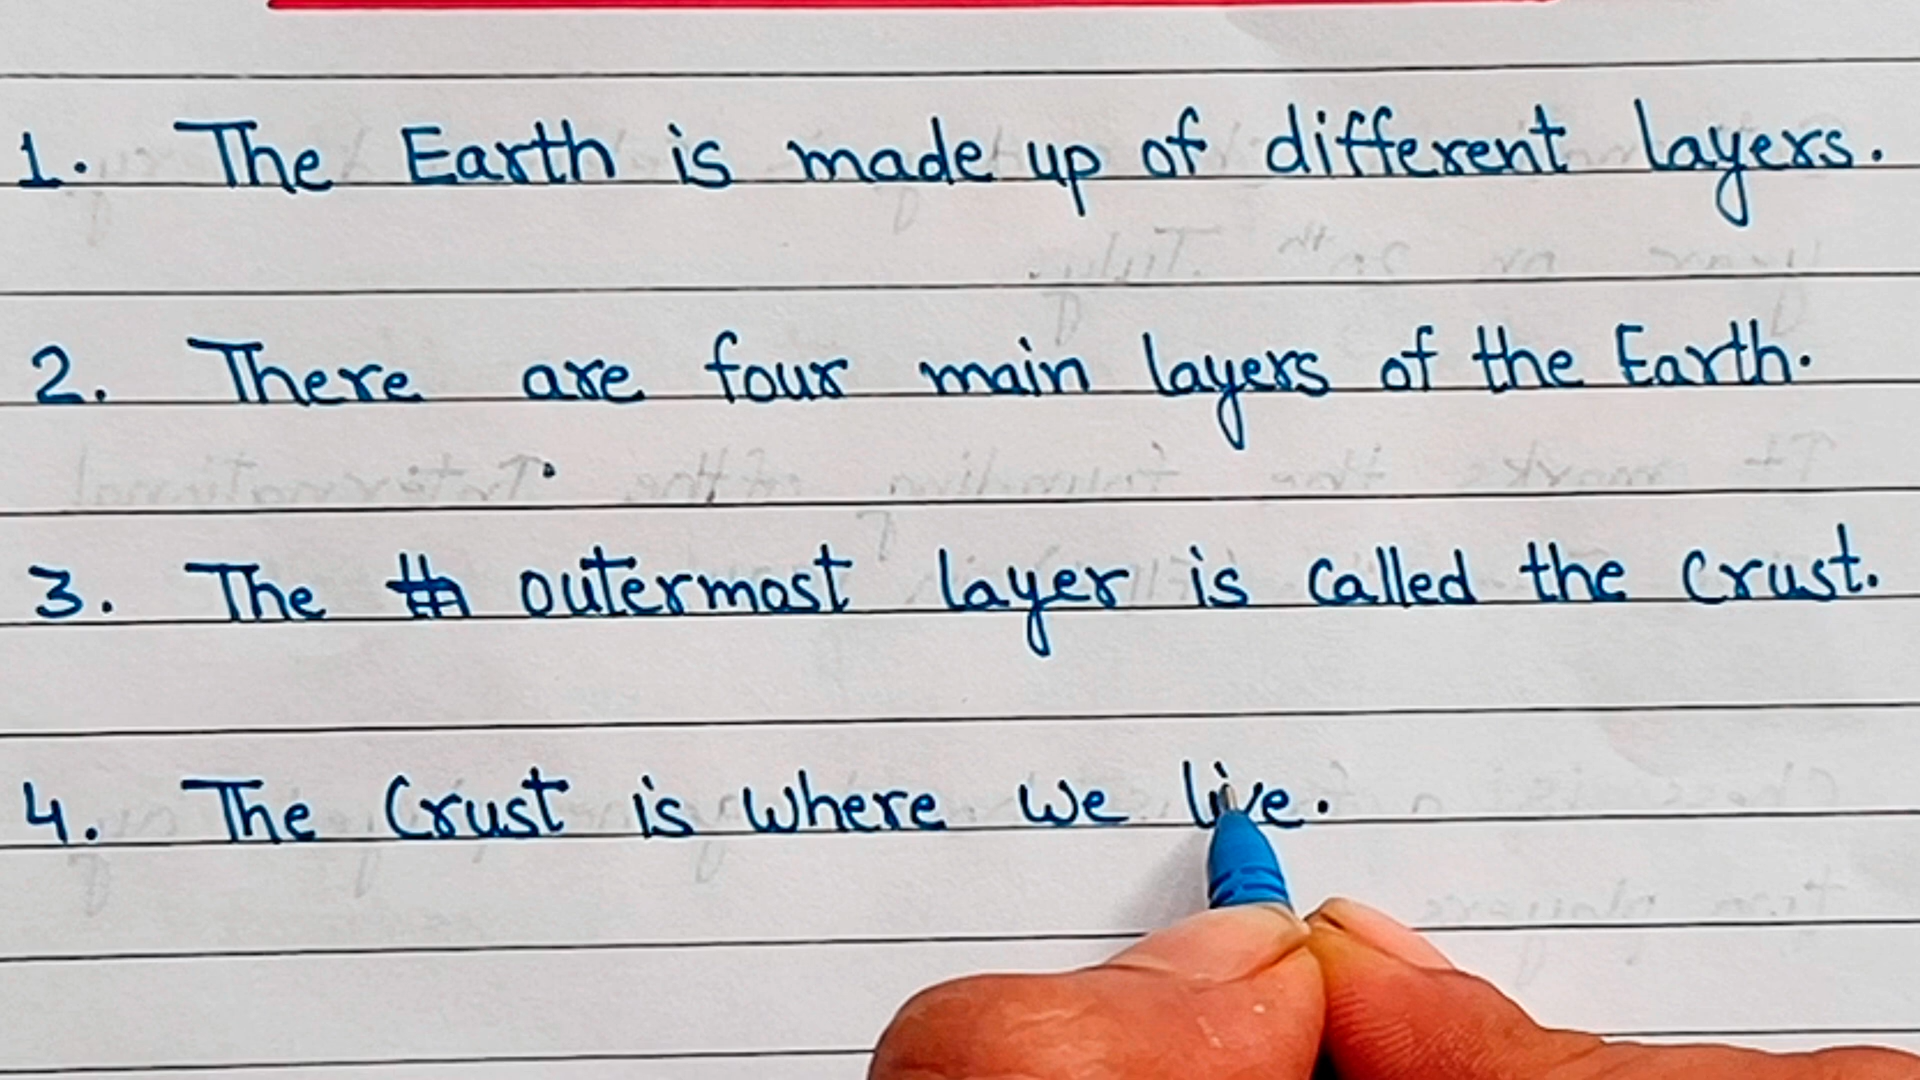 1. The Earth is made up of different layers.
2. There are four main layers of the Earth.
3. The outermost layer is called the Crust.
4. The Crust is where we live.